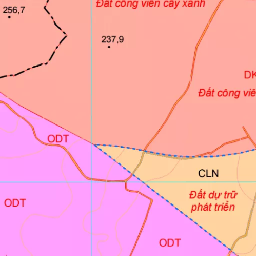 Đất công viên cây xanh
256,7
237,9
DK
Đất công viê
ODT
CLN
Đất dự trữ
phát triển
ODT
ODT